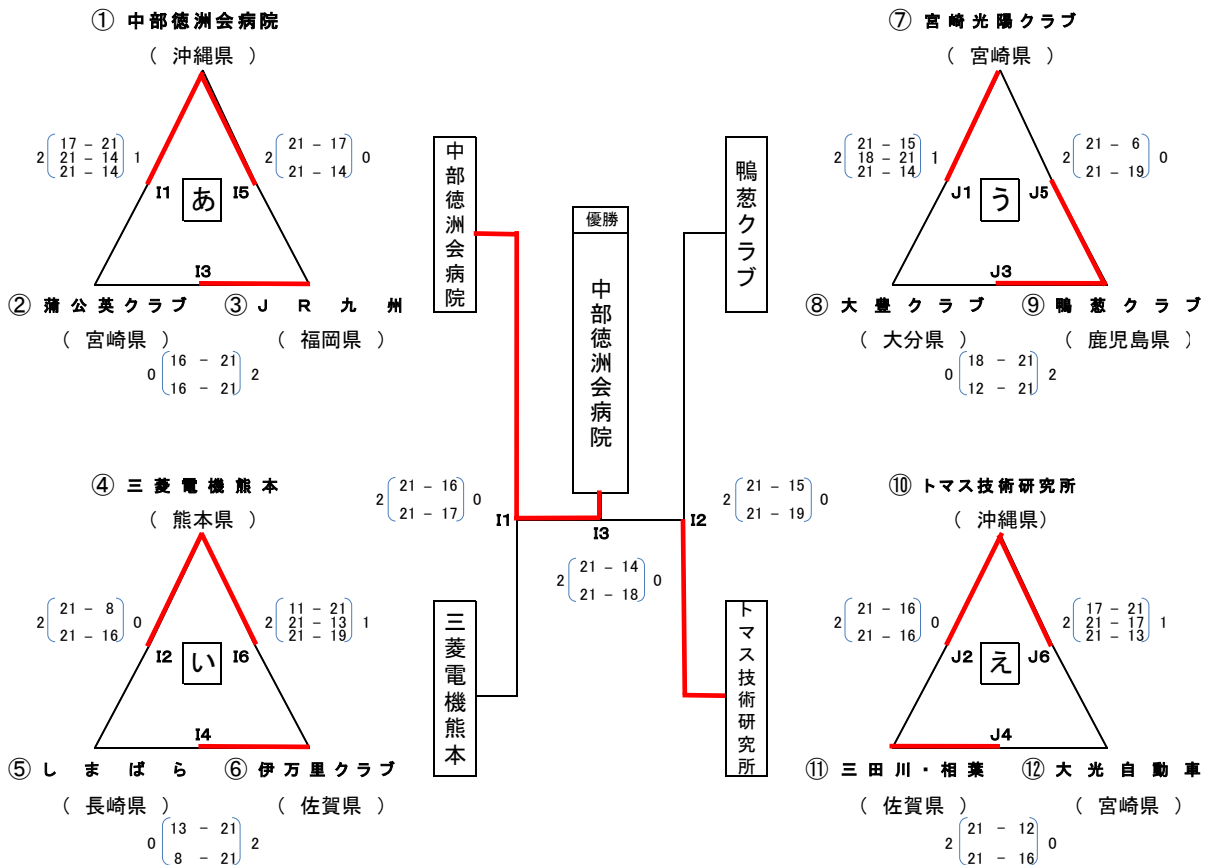 ① 中部徳洲会病院
（ 沖縄県 ）
2 17 － 21 1
21 － 14
21 － 14
2 21 － 17 0
21 － 14
I1 あ I5
I3
② 蒲公英クラブ
（ 宮崎県 ）
③ J R 九 州
（ 福岡県 ）
0 16 － 21 2
16 － 21
④ 三菱電機熊本
（ 熊本県 ）
2 21 － 8 0
21 － 16
2 11 － 21 1
21 － 13
21 － 19
I2 い I6
I4
⑤ し ま ば ら
（ 長崎県 ）
⑥ 伊万里クラブ
（ 佐賀県 ）
0 13 － 21 2
8 － 21
中部徳洲会病院
優勝
中部徳洲会病院
鴨葱クラブ
2 21 － 16 0
21 － 17
I1
2 21 － 15 0
21 － 19
I2
I3
2 21 － 14 0
21 － 18
三菱電機熊本
トマス技術研究所
⑦ 宮崎光陽クラブ
（ 宮崎県 ）
2 21 － 15 1
18 － 21
21 － 14
2 21 － 6 0
21 － 19
J1 う J5
J3
⑧ 大豊クラブ
（ 大分県 ）
⑨ 鴨葱クラブ
（ 鹿児島県 ）
0 18 － 21 2
12 － 21
⑩ トマス技術研究所
（ 沖縄県）
2 21 － 16 0
21 － 16
2 17 － 21 1
21 － 17
21 － 13
J2 え J6
J4
⑪ 三田川・相葉
（ 佐賀県 ）
⑫ 大光自動車
（ 宮崎県 ）
2 21 － 12 0
21 － 16